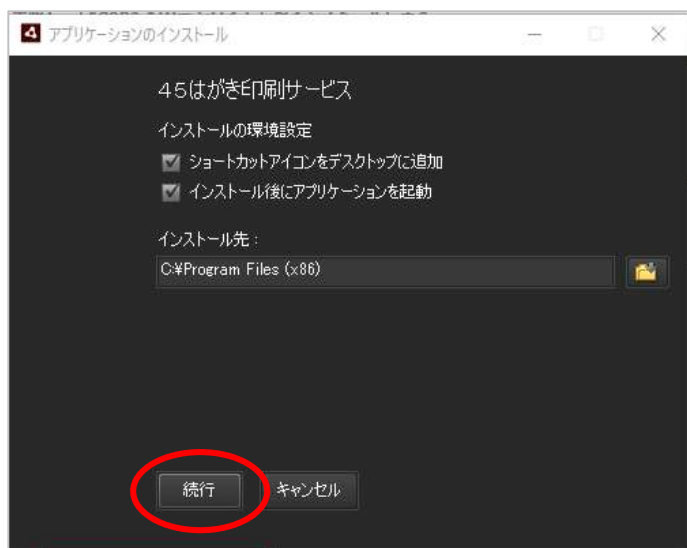 アプリケーションのインストール
45はがき印刷サービス
インストールの環境設定
ショートカットアイコンをデスクトップに追加
インストール後にアプリケーションを起動
インストール先：
C:¥Program Files (x86)
続行
キャンセル